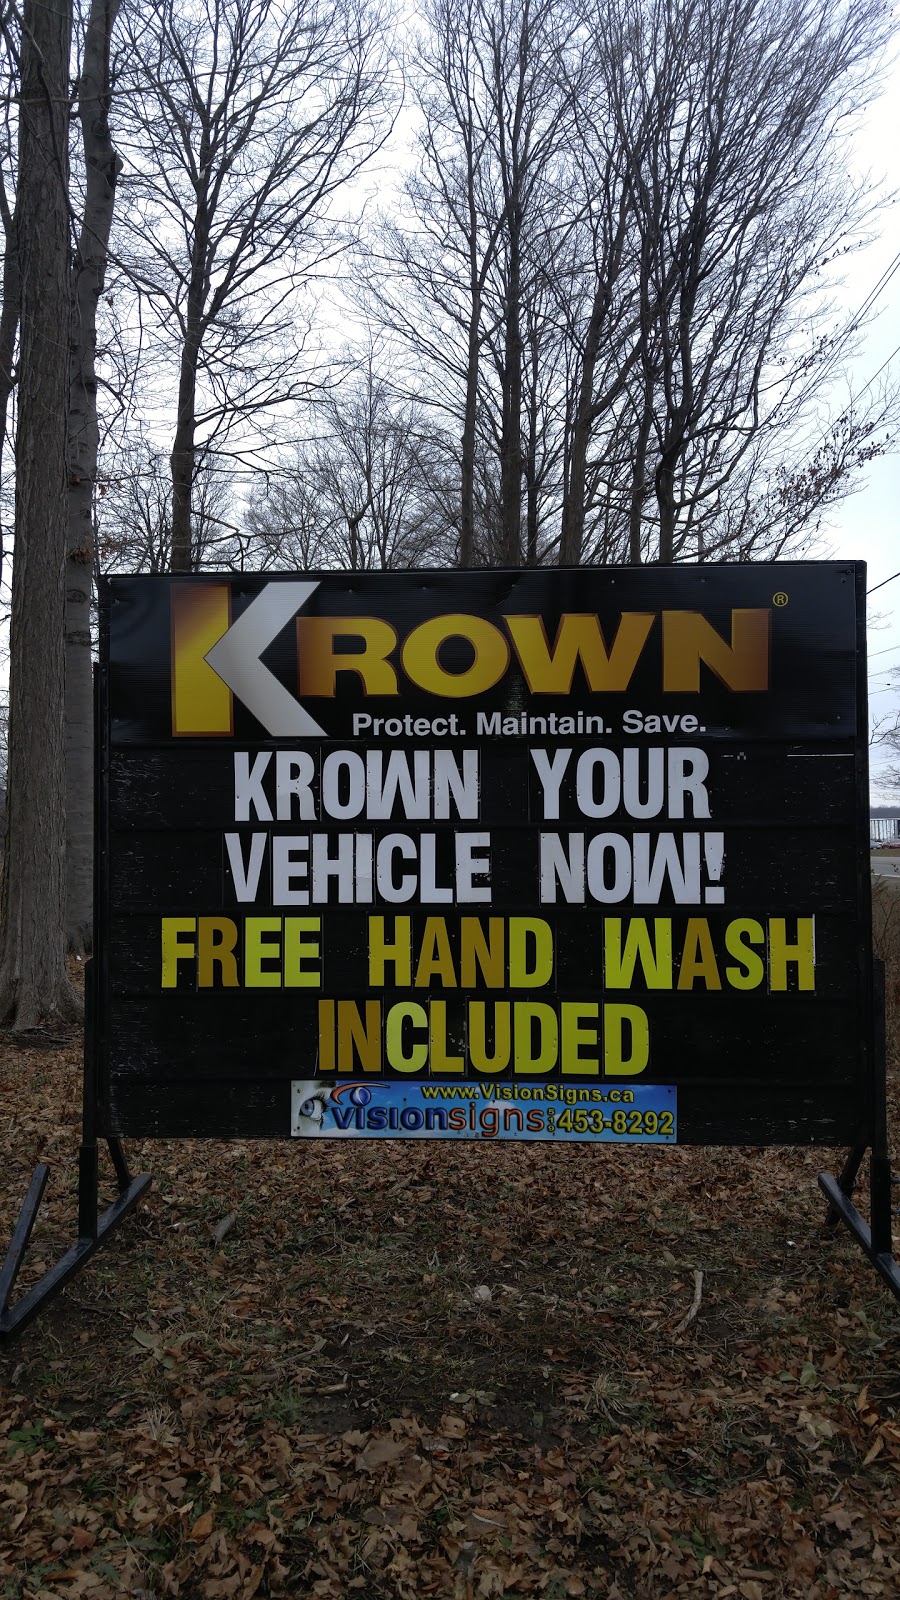 KROWN®
Protect. Maintain. Save.
KROWN YOUR
VEHICLE NOW!
FREE HAND WASH
INCLUDED
www.VisionSigns.ca
visionsigns 453-8292